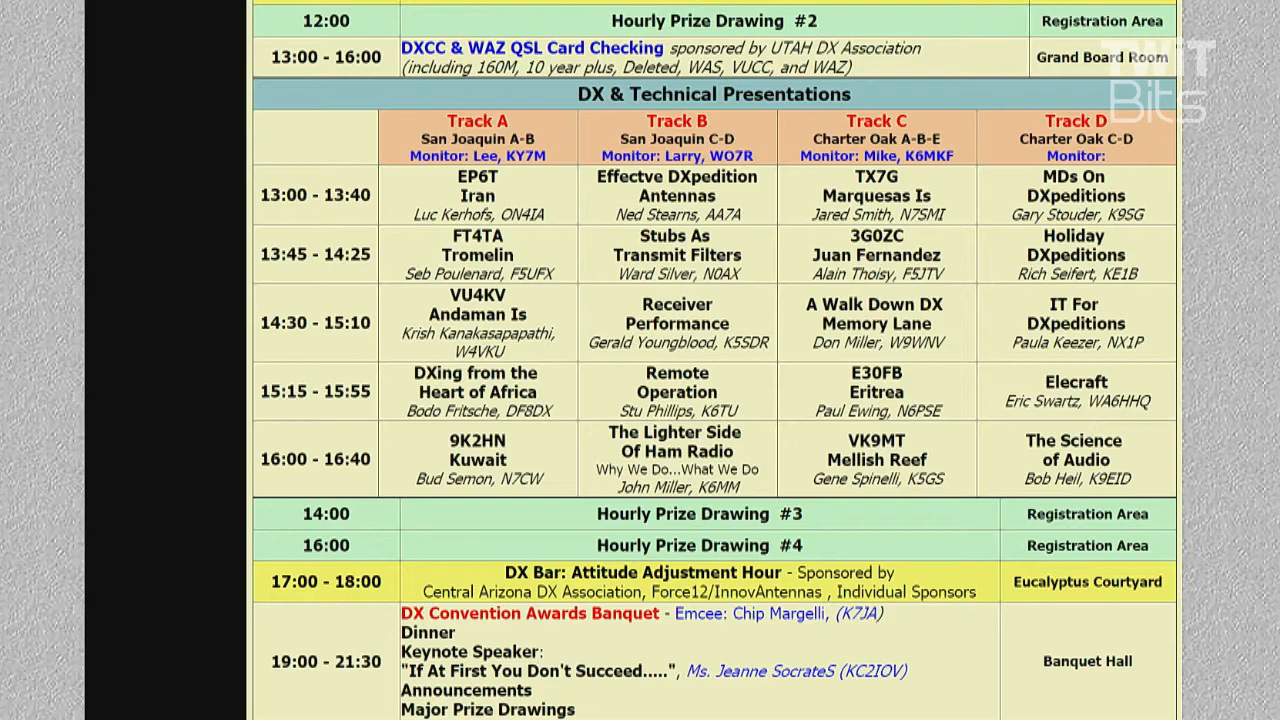 12:00 Hourly Prize Drawing #2 Registration Area
13:00 - 16:00 DXCC & WAZ QSL Card Checking sponsored by UTAH DX Association Grand Board Room
(including 160M, 10 year plus, Deleted, WAS, VUCC, and WAZ)
TWiT
Bits
DX & Technical Presentations
Track A Track B Track C Track D
San Joaquin A-B San Joaquin C-D Charter Oak A-B-E Charter Oak C-D
Monitor: Lee, KY7M Monitor: Larry, WO7R Monitor: Mike, K6MKF Monitor:
EP6T Effectve DXpedition TX7G MDs On
13:00 - 13:40 Iran Antennas Marquesas Is DXpeditions
Luc Kerhofs, ON4IA Ned Stearns, AA7A Jared Smith, N7SMI Gary Stouder, K9SG
FT4TA Stubs As 3G0ZC Holiday
13:45 - 14:25 Tromelin Transmit Filters Juan Fernandez DXpeditions
Seb Poulenard, F5UFX Ward Silver, N0AX Alain Thoisy, F5JTV Rich Seifert, KE1B
VU4KV
Andaman Is Receiver A Walk Down DX IT For
14:30 - 15:10 Krish Kanakasapapathi, Performance Memory Lane DXpeditions
W4VKU Gerald Youngblood, K5SDR Don Miller, W9WNV Paula Keezer, NX1P
DXing from the Remote E30FB Elecraft
15:15 - 15:55 Heart of Africa Operation Eritrea Eric Swartz, WA6HHQ
Bodo Fritsche, DF8DX Stu Phillips, K6TU Paul Ewing, N6PSE
9K2HN The Lighter Side VK9MT The Science
16:00 - 16:40 Kuwait Of Ham Radio Mellish Reef of Audio
Bud Semon, N7CW Why We Do...What We Do Gene Spinelli, K5GS Bob Heil, K9EID
John Miller, K6MM
14:00 Hourly Prize Drawing #3 Registration Area
16:00 Hourly Prize Drawing #4 Registration Area
17:00 - 18:00 DX Bar: Attitude Adjustment Hour - Sponsored by Eucalyptus Courtyard
Central Arizona DX Association, Force12/InnovAntennas , Individual Sponsors
DX Convention Awards Banquet - Emcee: Chip Margelli, (K7JA)
Dinner
Keynote Speaker:
19:00 - 21:30 "If At First You Don't Succeed.....", Ms. Jeanne SocrateS (KC2IOV) Banquet Hall
Announcements
Major Prize Drawings